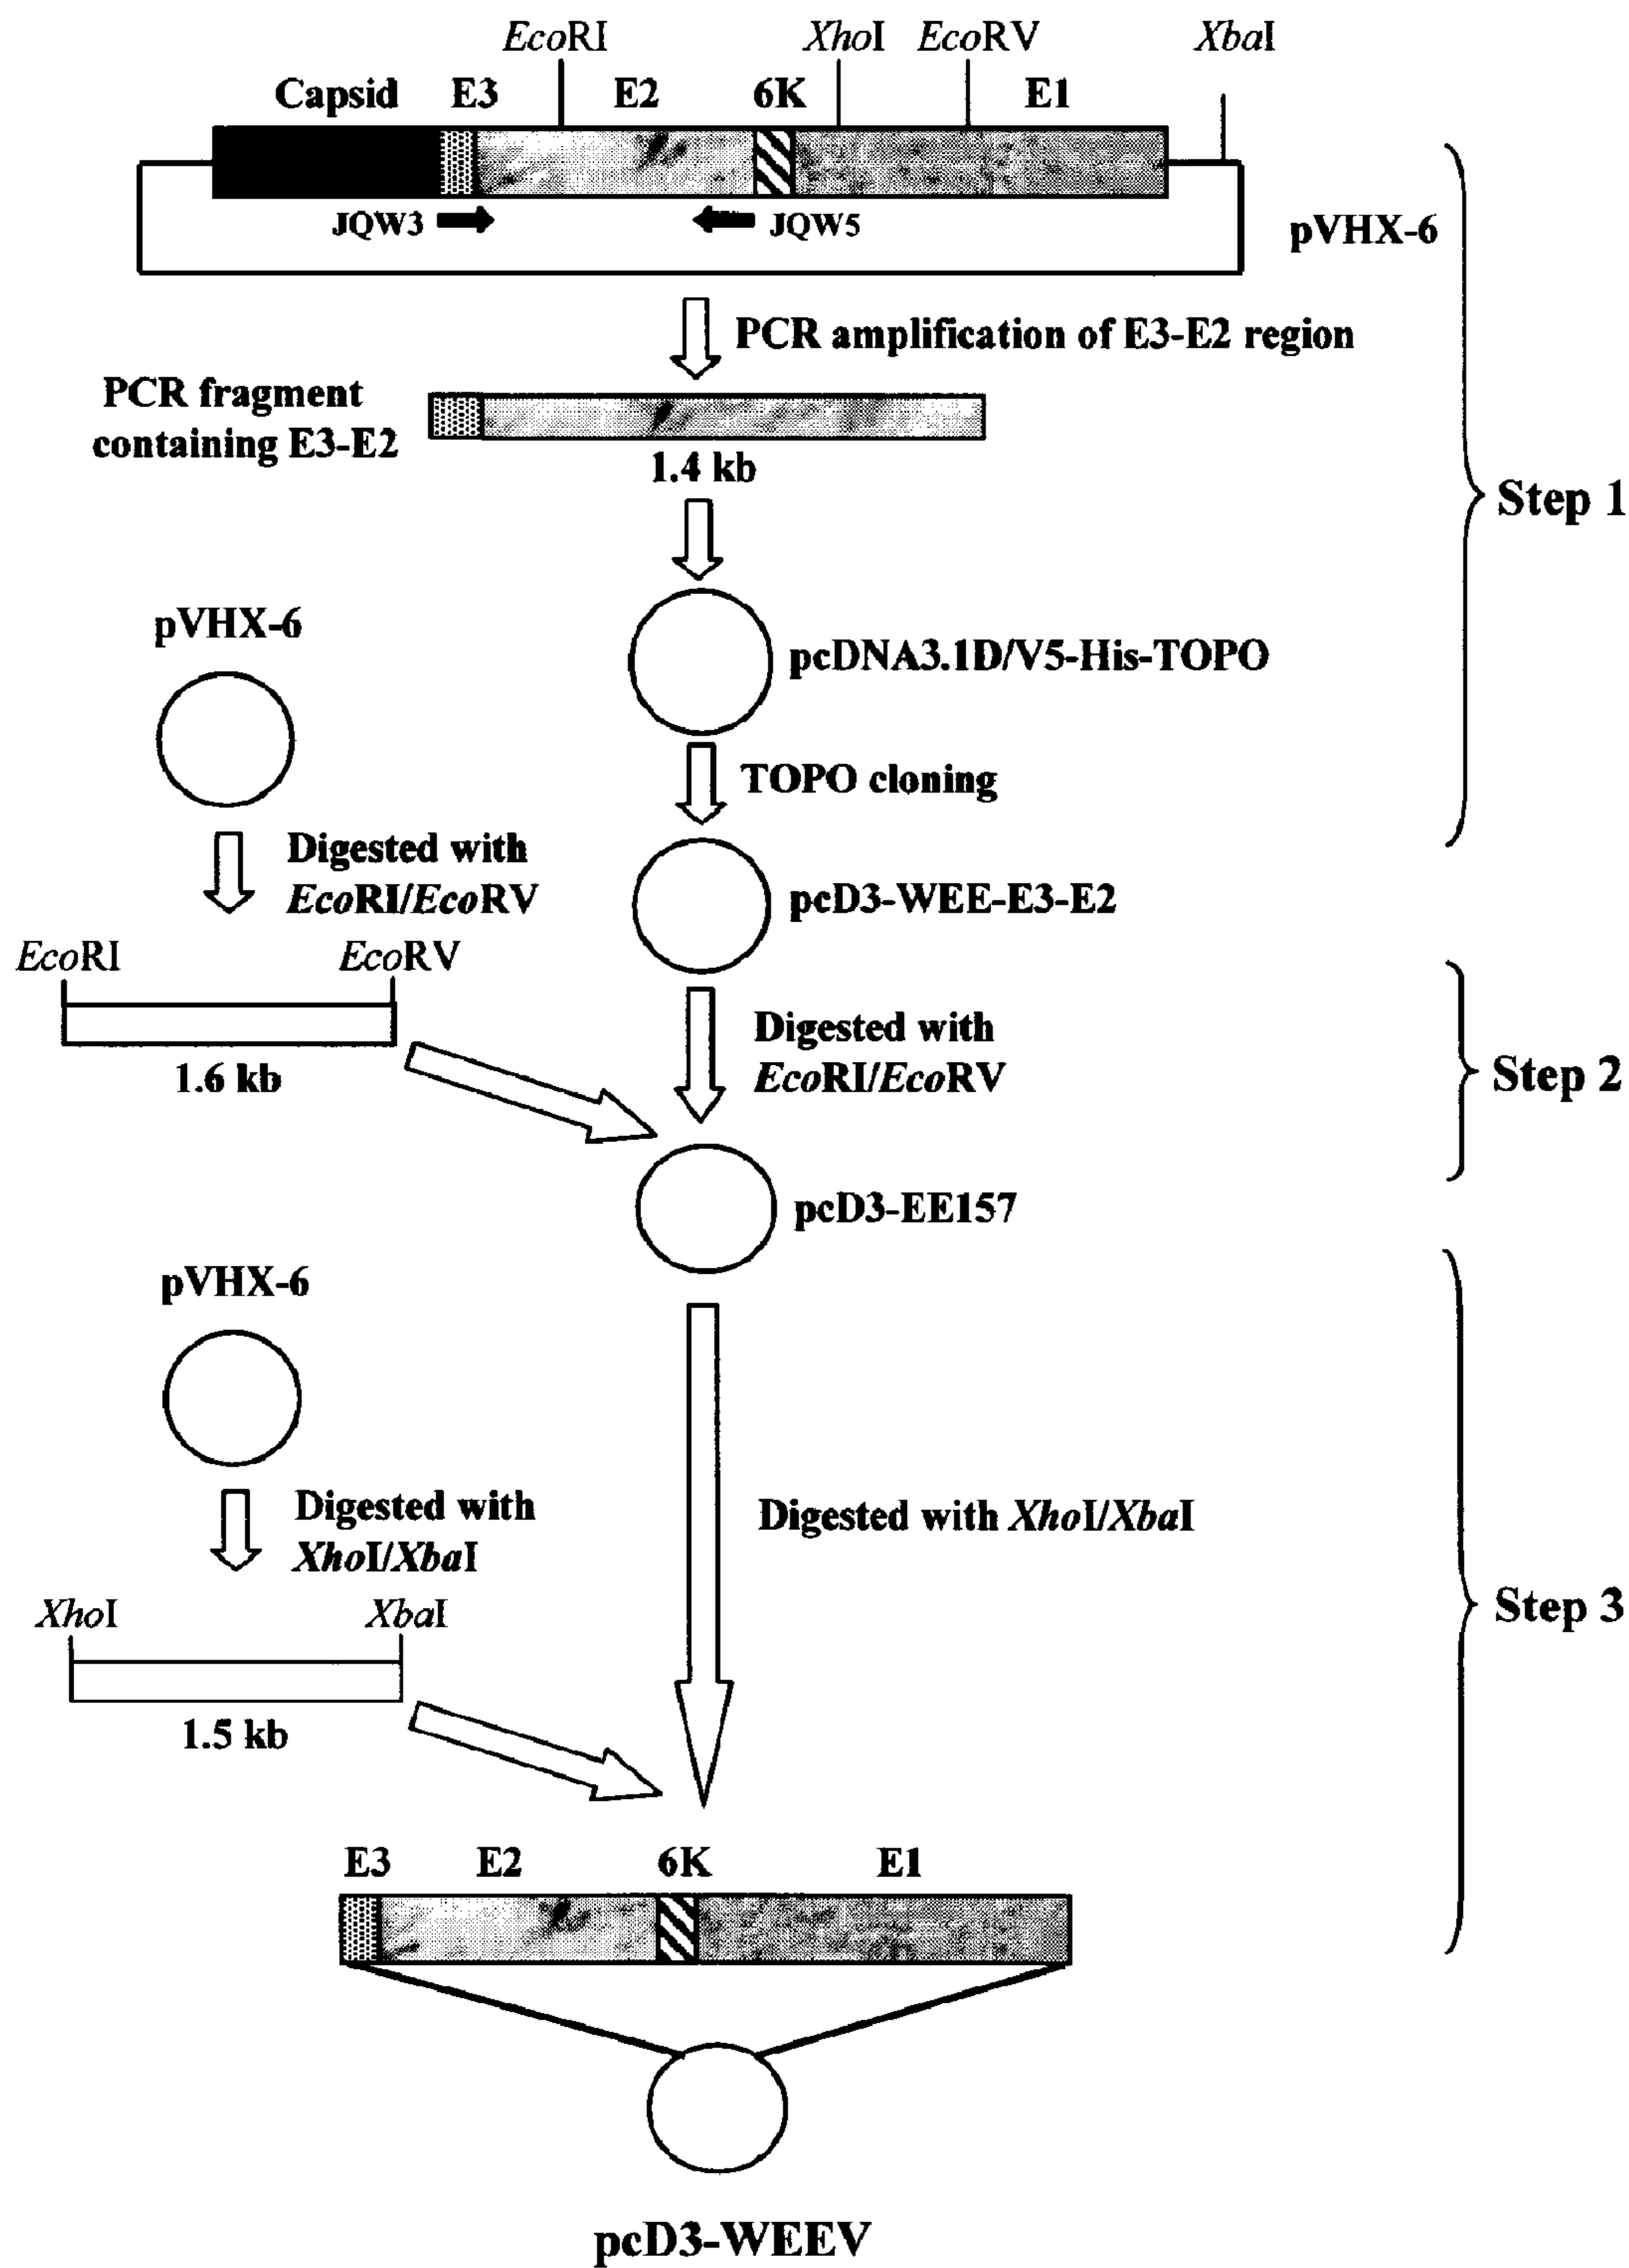 EcoRI XhoI EcoRV XbaI
Capsid E3 E2 6K E1
JQW3 JQW5
pVHX-6
PCR amplification of E3-E2 region
PCR fragment
containing E3-E2
1.4 kb
Step 1
pVHX-6
pcDNA3.1D/V5-His-TOPO
TOPO cloning
Digested with
EcoRI/EcoRV
pcD3-WEE-E3-E2
EcoRI EcoRV
1.6 kb
Digested with
EcoRI/EcoRV
Step 2
pcD3-EE157
pVHX-6
Digested with
XhoI/XbaI
Digested with XhoI/XbaI
XhoI XbaI
1.5 kb
Step 3
E3 E2 6K E1
pcD3-WEEV